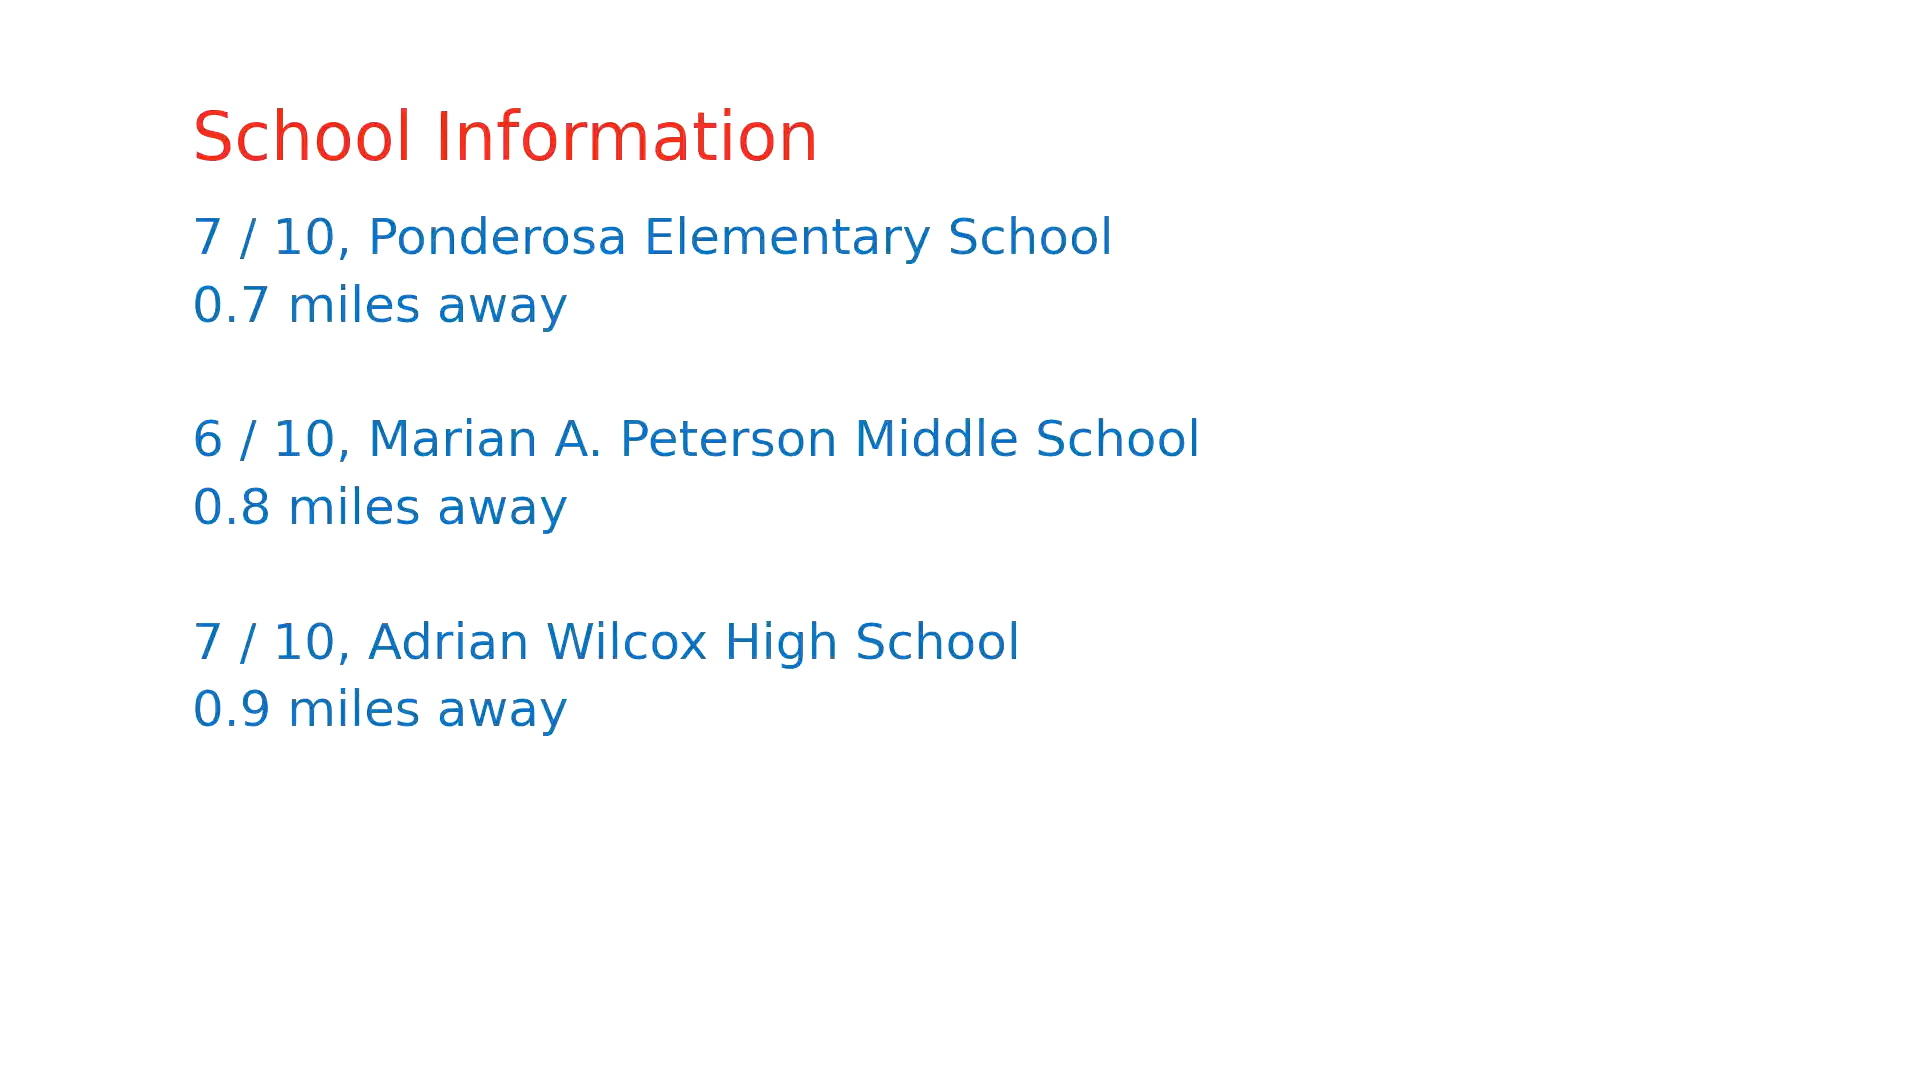 School Information
7 / 10, Ponderosa Elementary School
0.7 miles away
6 / 10, Marian A. Peterson Middle School
0.8 miles away
7 / 10, Adrian Wilcox High School
0.9 miles away